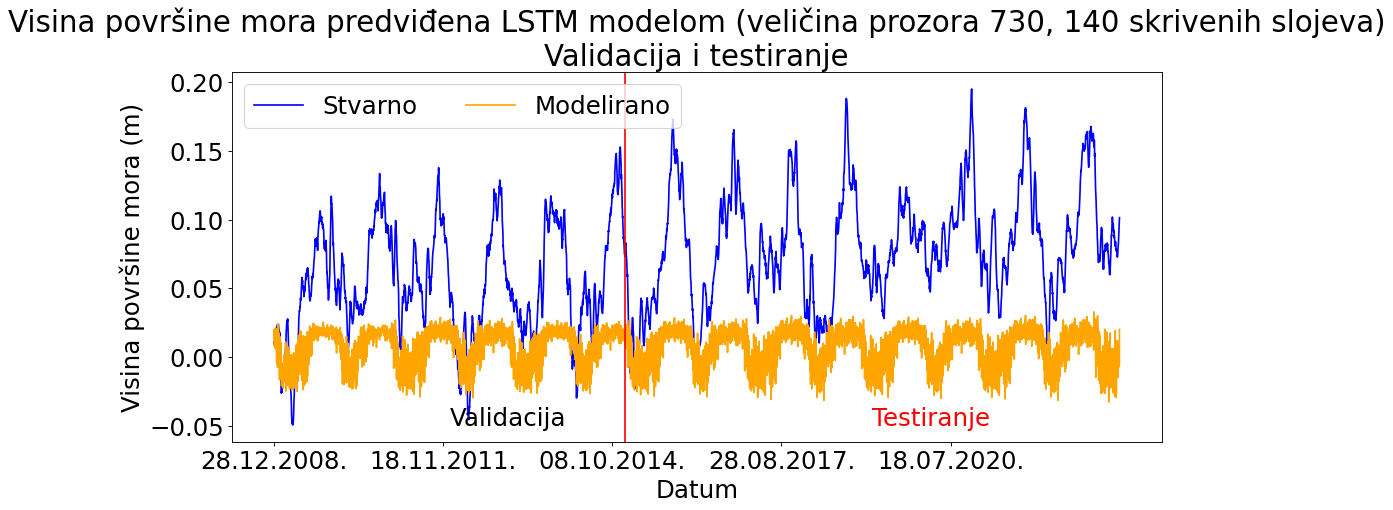 Visina površine mora predviđena LSTM modelom (veličina prozora 730, 140 skrivenih slojeva)
Validacija i testiranje
Stvarno
Modelirano
Visina površine mora (m)
0.20
0.15
0.10
0.05
0.00
−0.05
Validacija
Testiranje
28.12.2008.
18.11.2011.
08.10.2014.
28.08.2017.
18.07.2020.
Datum